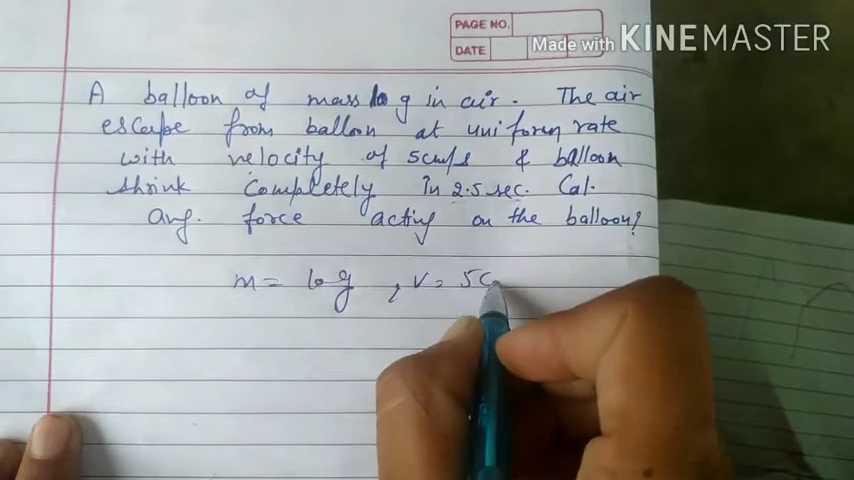 PAGE NO.
DATE
Made with KINEMASTER
A balloon of mass 10 g in air. The air
escape from balloon at uniform rate
with velocity of 5cm/s & balloon
shrink completely in 2.5 sec. Cal.
avg. force acting on the balloon?
m = 10g , v = 5c